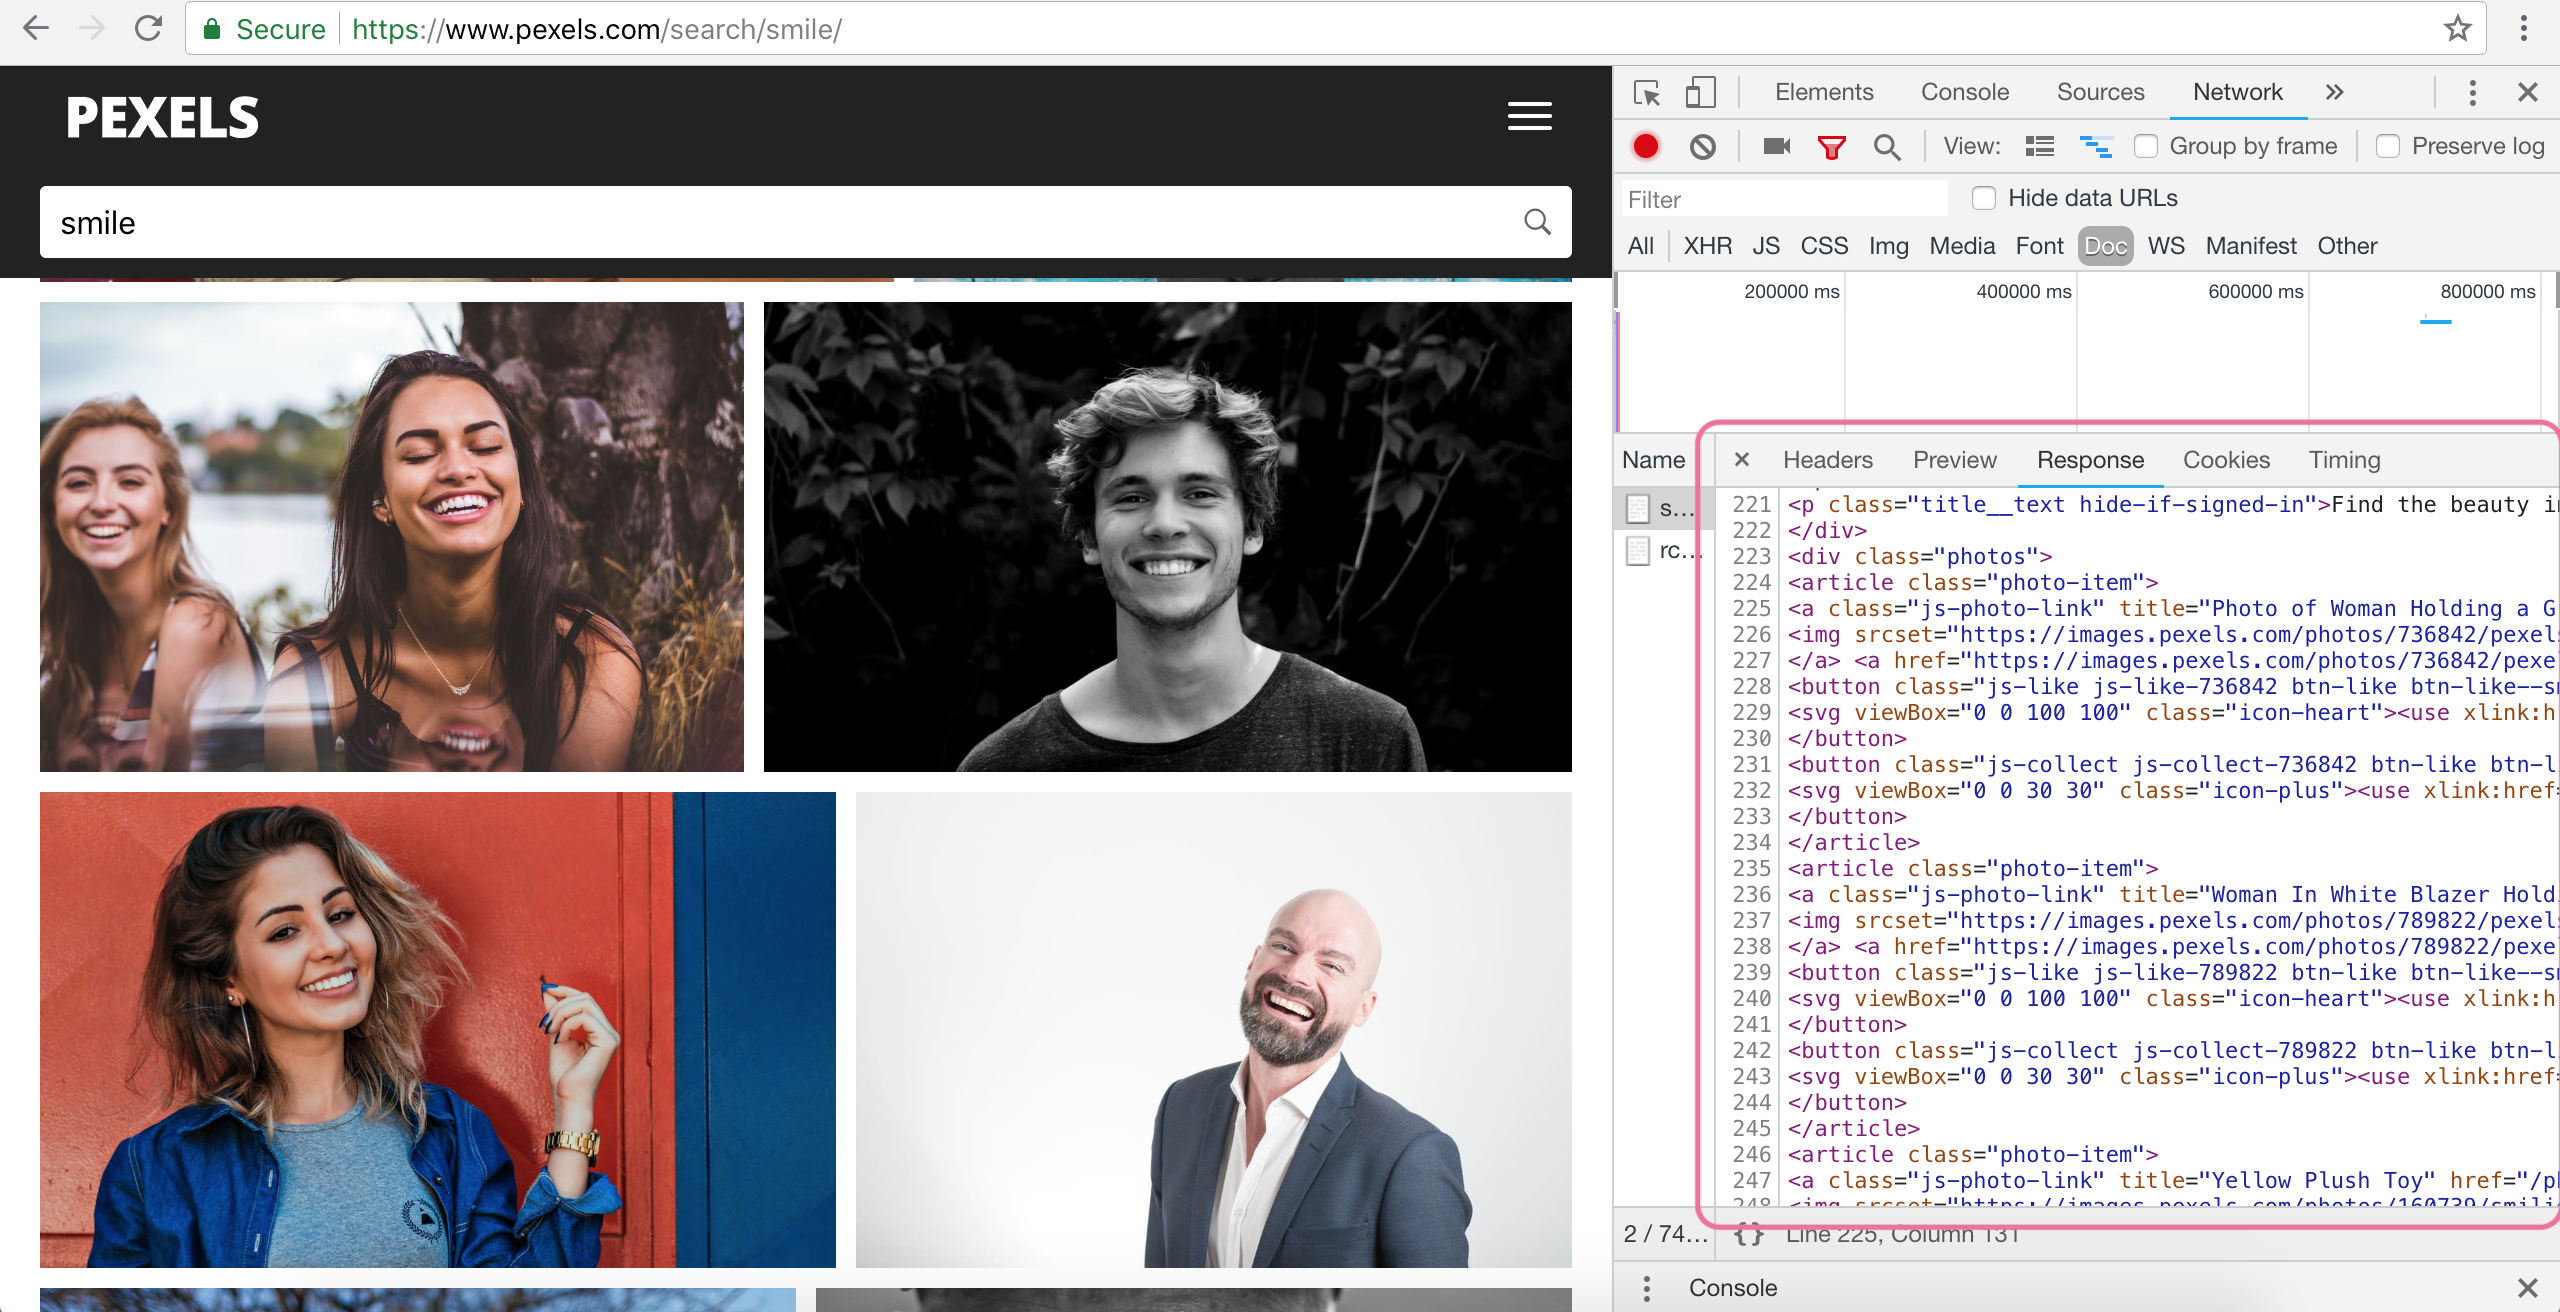 Secure https://www.pexels.com/search/smile/
PEXELS
smile
Elements Console Sources Network
View: Group by frame Preserve log
Filter Hide data URLs
All XHR JS CSS Img Media Font Doc WS Manifest Other
200000 ms 400000 ms 600000 ms 800000 ms
Name × Headers Preview Response Cookies Timing
s...
rc...
221 <p class="title__text hide-if-signed-in">Find the beauty i
222 </div>
223 <div class="photos">
224 <article class="photo-item">
225 <a class="js-photo-link" title="Photo of Woman Holding a G
226 <img srcset="https://images.pexels.com/photos/736842/pexels
227 </a> <a href="https://images.pexels.com/photos/736842/pexe
228 <button class="js-like js-like-736842 btn-like btn-like--s
229 <svg viewBox="0 0 100 100" class="icon-heart"><use xlink:h
230 </button>
231 <button class="js-collect js-collect-736842 btn-like btn-l
232 <svg viewBox="0 0 30 30" class="icon-plus"><use xlink:href
233 </button>
234 </article>
235 <article class="photo-item">
236 <a class="js-photo-link" title="Woman In White Blazer Hold
237 <img srcset="https://images.pexels.com/photos/789822/pexels
238 </a> <a href="https://images.pexels.com/photos/789822/pexe
239 <button class="js-like js-like-789822 btn-like btn-like--s
240 <svg viewBox="0 0 100 100" class="icon-heart"><use xlink:h
241 </button>
242 <button class="js-collect js-collect-789822 btn-like btn-l
243 <svg viewBox="0 0 30 30" class="icon-plus"><use xlink:href
244 </button>
245 </article>
246 <article class="photo-item">
247 <a class="js-photo-link" title="Yellow Plush Toy" href="/p
248 <img srcset="https://images.pexels.com/photos/160739/smili
2 / 74... {} Line 225, Column 131
Console